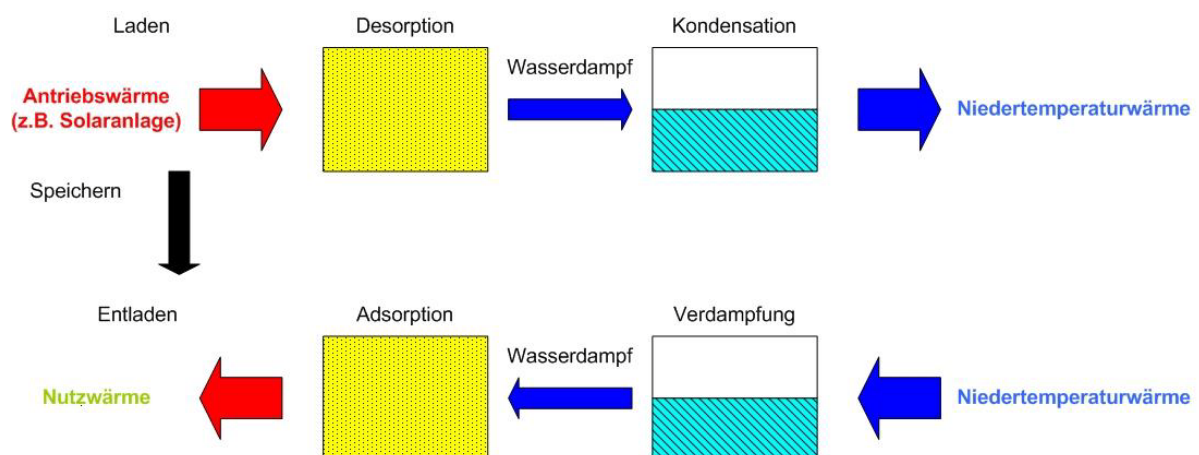 Laden
Desorption
Kondensation
Antriebswärme
(z.B. Solaranlage)
Wasserdampf
Niedertemperaturwärme
Speichern
Entladen
Adsorption
Verdampfung
Nutzwärme
Wasserdampf
Niedertemperaturwärme